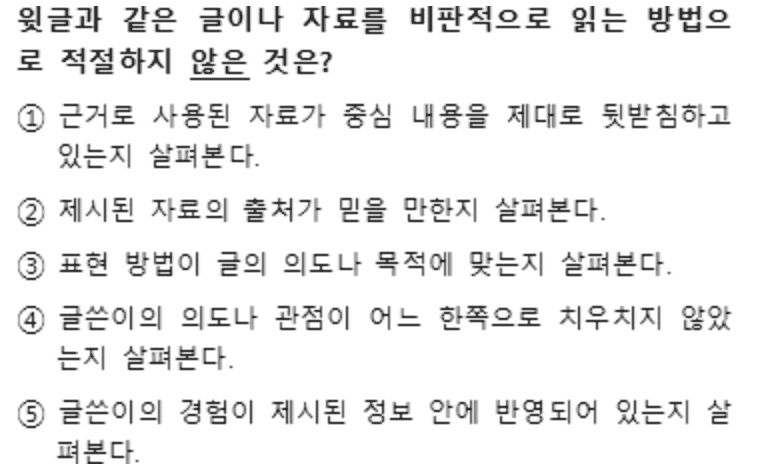 윗글과 같은 글이나 자료를 비판적으로 읽는 방법으
로 적절하지 않은 것은?
① 근거로 사용된 자료가 중심 내용을 제대로 뒷받침하고
있는지 살펴본다.
② 제시된 자료의 출처가 믿을 만한지 살펴본다.
③ 표현 방법이 글의 의도나 목적에 맞는지 살펴본다.
④ 글쓴이의 의도나 관점이 어느 한쪽으로 치우치지 않았
는지 살펴본다.
⑤ 글쓴이의 경험이 제시된 정보 안에 반영되어 있는지 살
펴본다.